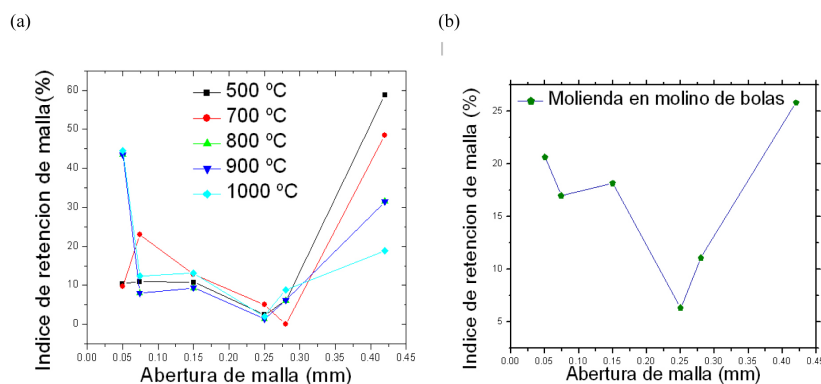 (a)
(b)
Indice de retencion de malla(%)
60
50
40
30
20
10
0
500 ºC
700 ºC
800 ºC
900 ºC
1000 ºC
0.00 0.05 0.10 0.15 0.20 0.25 0.30 0.35 0.40 0.45
Abertura de malla (mm)
Indice de retencion de malla (%)
25
20
15
10
5
Molienda en molino de bolas
0.00 0.05 0.10 0.15 0.20 0.25 0.30 0.35 0.40 0.45
Abertura de malla (mm)